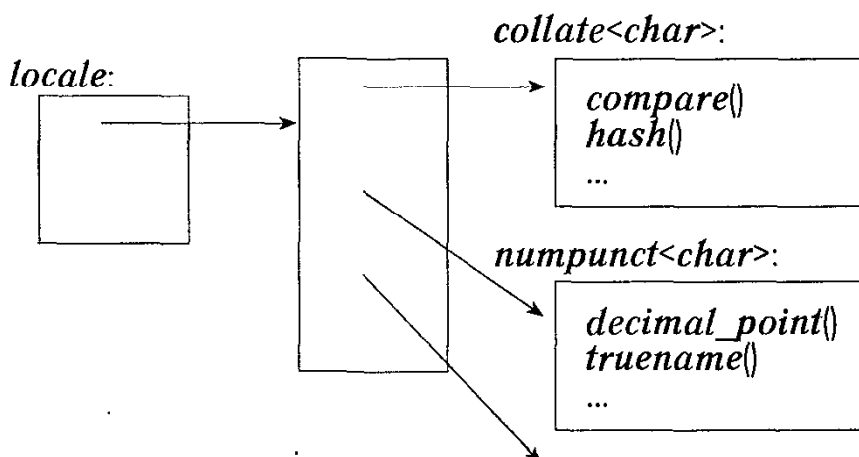 collate<char>:
locale:
compare()
hash()
...
numpunct<char>:
decimal_point()
truename()
...